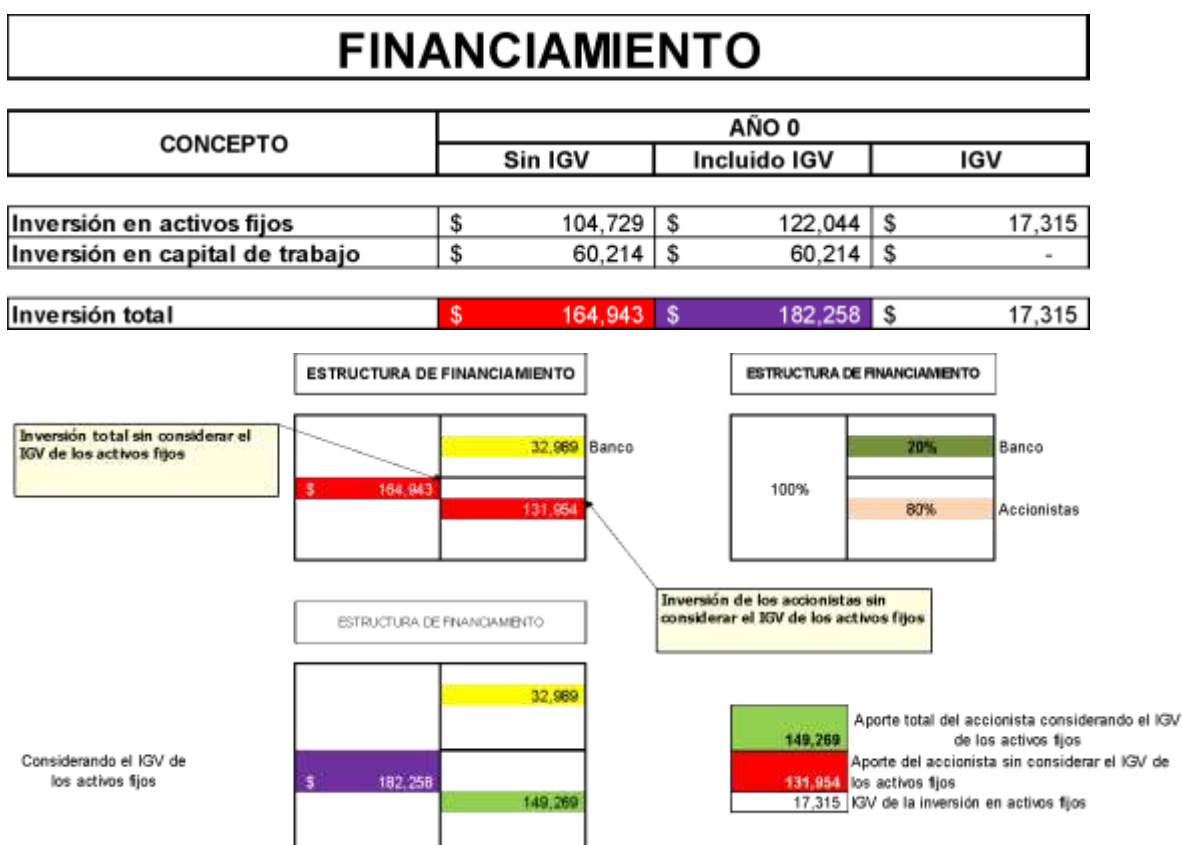 FINANCIAMIENTO
CONCEPTO
AÑO 0
Sin IGV Incluido IGV IGV
Inversión en activos fijos $ 104,729 $ 122,044 $ 17,315
Inversión en capital de trabajo $ 60,214 $ 60,214 $ -
Inversión total $ 164,943 $ 182,258 $ 17,315
ESTRUCTURA DE FINANCIAMIENTO
Inversión total sin considerar el
IGV de los activos fijos
32,989 Banco
$ 164,943
131,954
ESTRUCTURA DE FINANCIAMIENTO
20% Banco
100%
80% Accionistas
Inversión de los accionistas sin
considerar el IGV de los activos fijos
ESTRUCTURA DE FINANCIAMIENTO
32,989
Considerando el IGV de
los activos fijos
$ 182,258
149,269
Aporte total del accionista considerando el IGV
149,269 de los activos fijos
Aporte del accionista sin considerar el IGV de
131,954 los activos fijos
17,315 IGV de la inversión en activos fijos